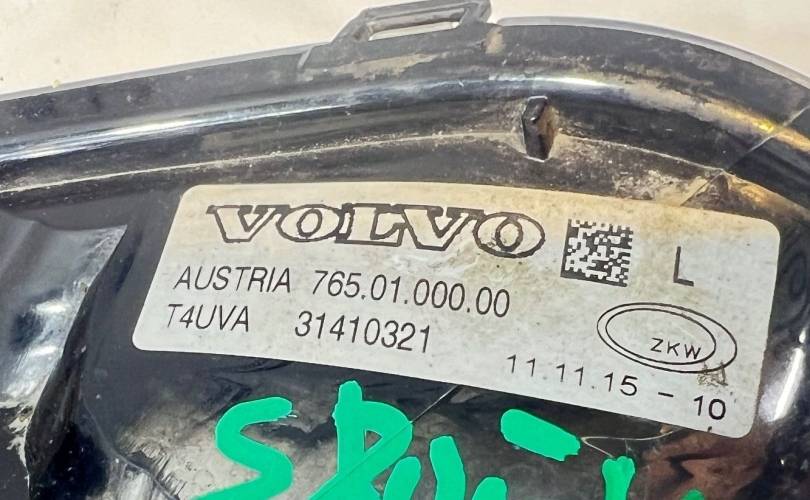 VOLVO L
AUSTRIA 765.01.000.00
T4UVA 31410321
ZKW
11.11.15 - 10